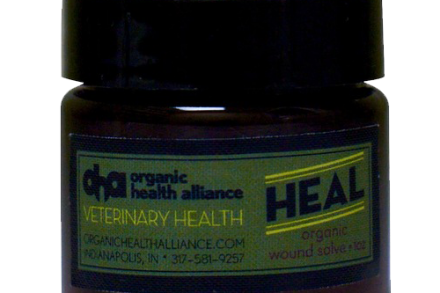 oha organic
health alliance
VETERINARY HEALTH
ORGANICHEALTHALLIANCE.COM
INDIANAPOLIS, IN * 317-581-9257
HEAL
organic
wound salve • 1oz